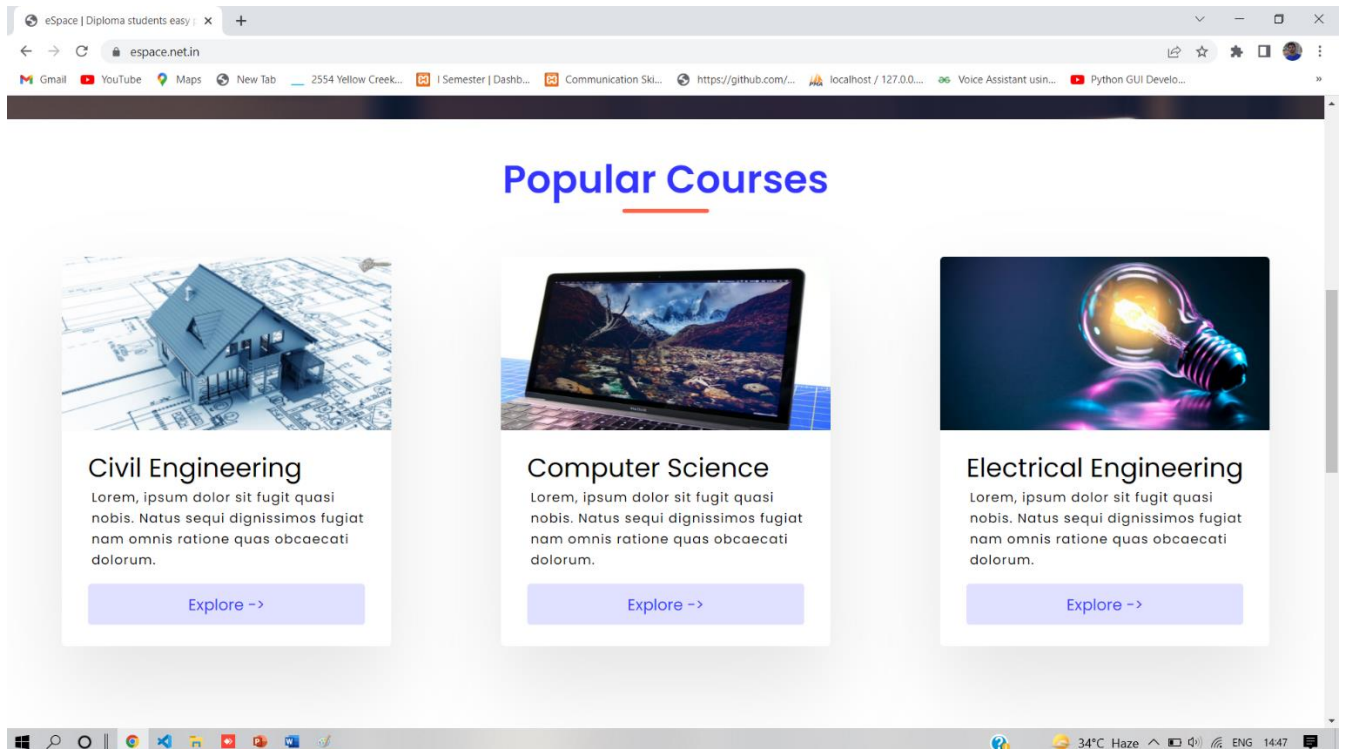 eSpace | Diploma students easy
espace.net.in
Gmail YouTube Maps New Tab 2554 Yellow Creek... I Semester | Dashb... Communication Ski... https://github.com/... localhost / 127.0.0.... Voice Assistant usin... Python GUI Develo... »
Popular Courses
Civil Engineering
Lorem, ipsum dolor sit fugit quasi
nobis. Natus sequi dignissimos fugiat
nam omnis ratione quas obcaecati
dolorum.
Explore ->
Computer Science
Lorem, ipsum dolor sit fugit quasi
nobis. Natus sequi dignissimos fugiat
nam omnis ratione quas obcaecati
dolorum.
Explore ->
Electrical Engineering
Lorem, ipsum dolor sit fugit quasi
nobis. Natus sequi dignissimos fugiat
nam omnis ratione quas obcaecati
dolorum.
Explore ->
34°C Haze ENG 14:47